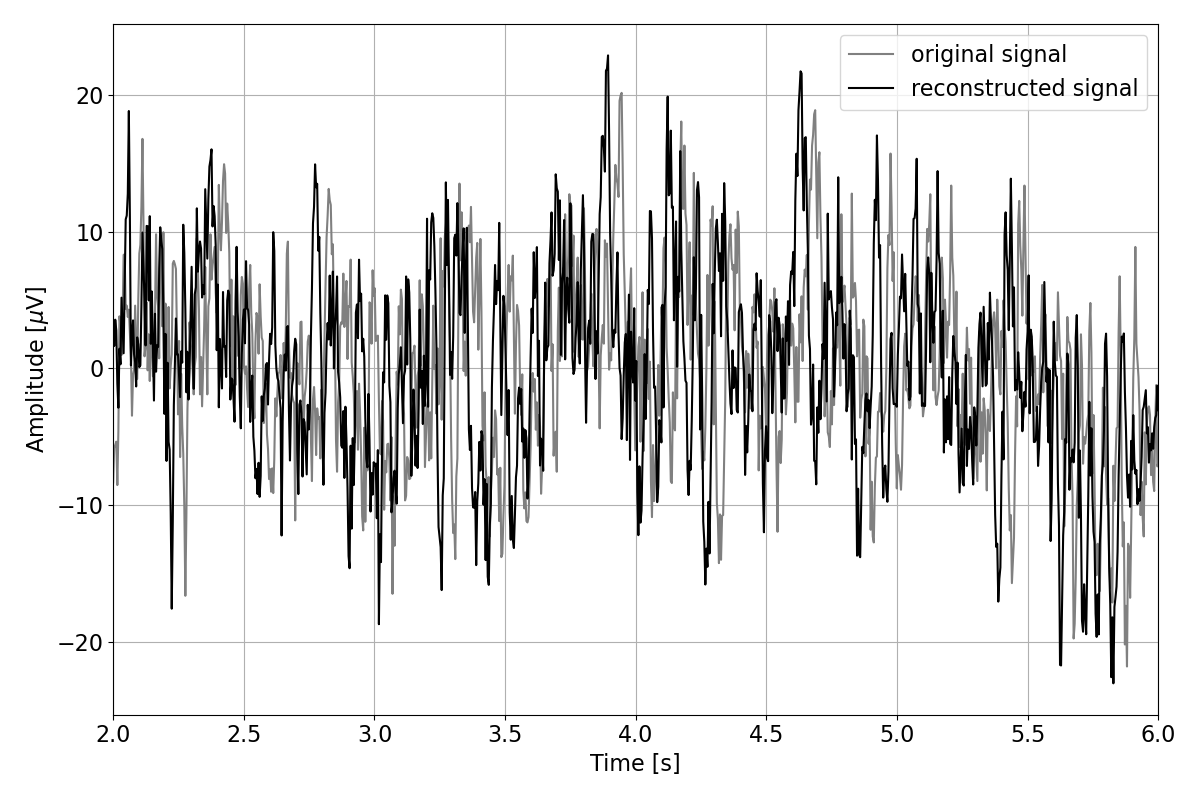 original signal
reconstructed signal
20
10
0
−10
−20
Amplitude [μV]
2.0 2.5 3.0 3.5 4.0 4.5 5.0 5.5 6.0
Time [s]